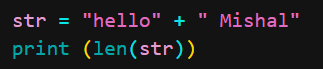 str = "hello" + " Mishal"
print (len(str))